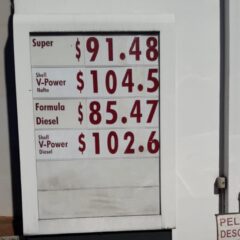 Super $91.48
Shell
V-Power $104.5
Nafta
Formula
Diesel $85.47
Shell
V-Power $102.6
Diesel
PEL
DESC